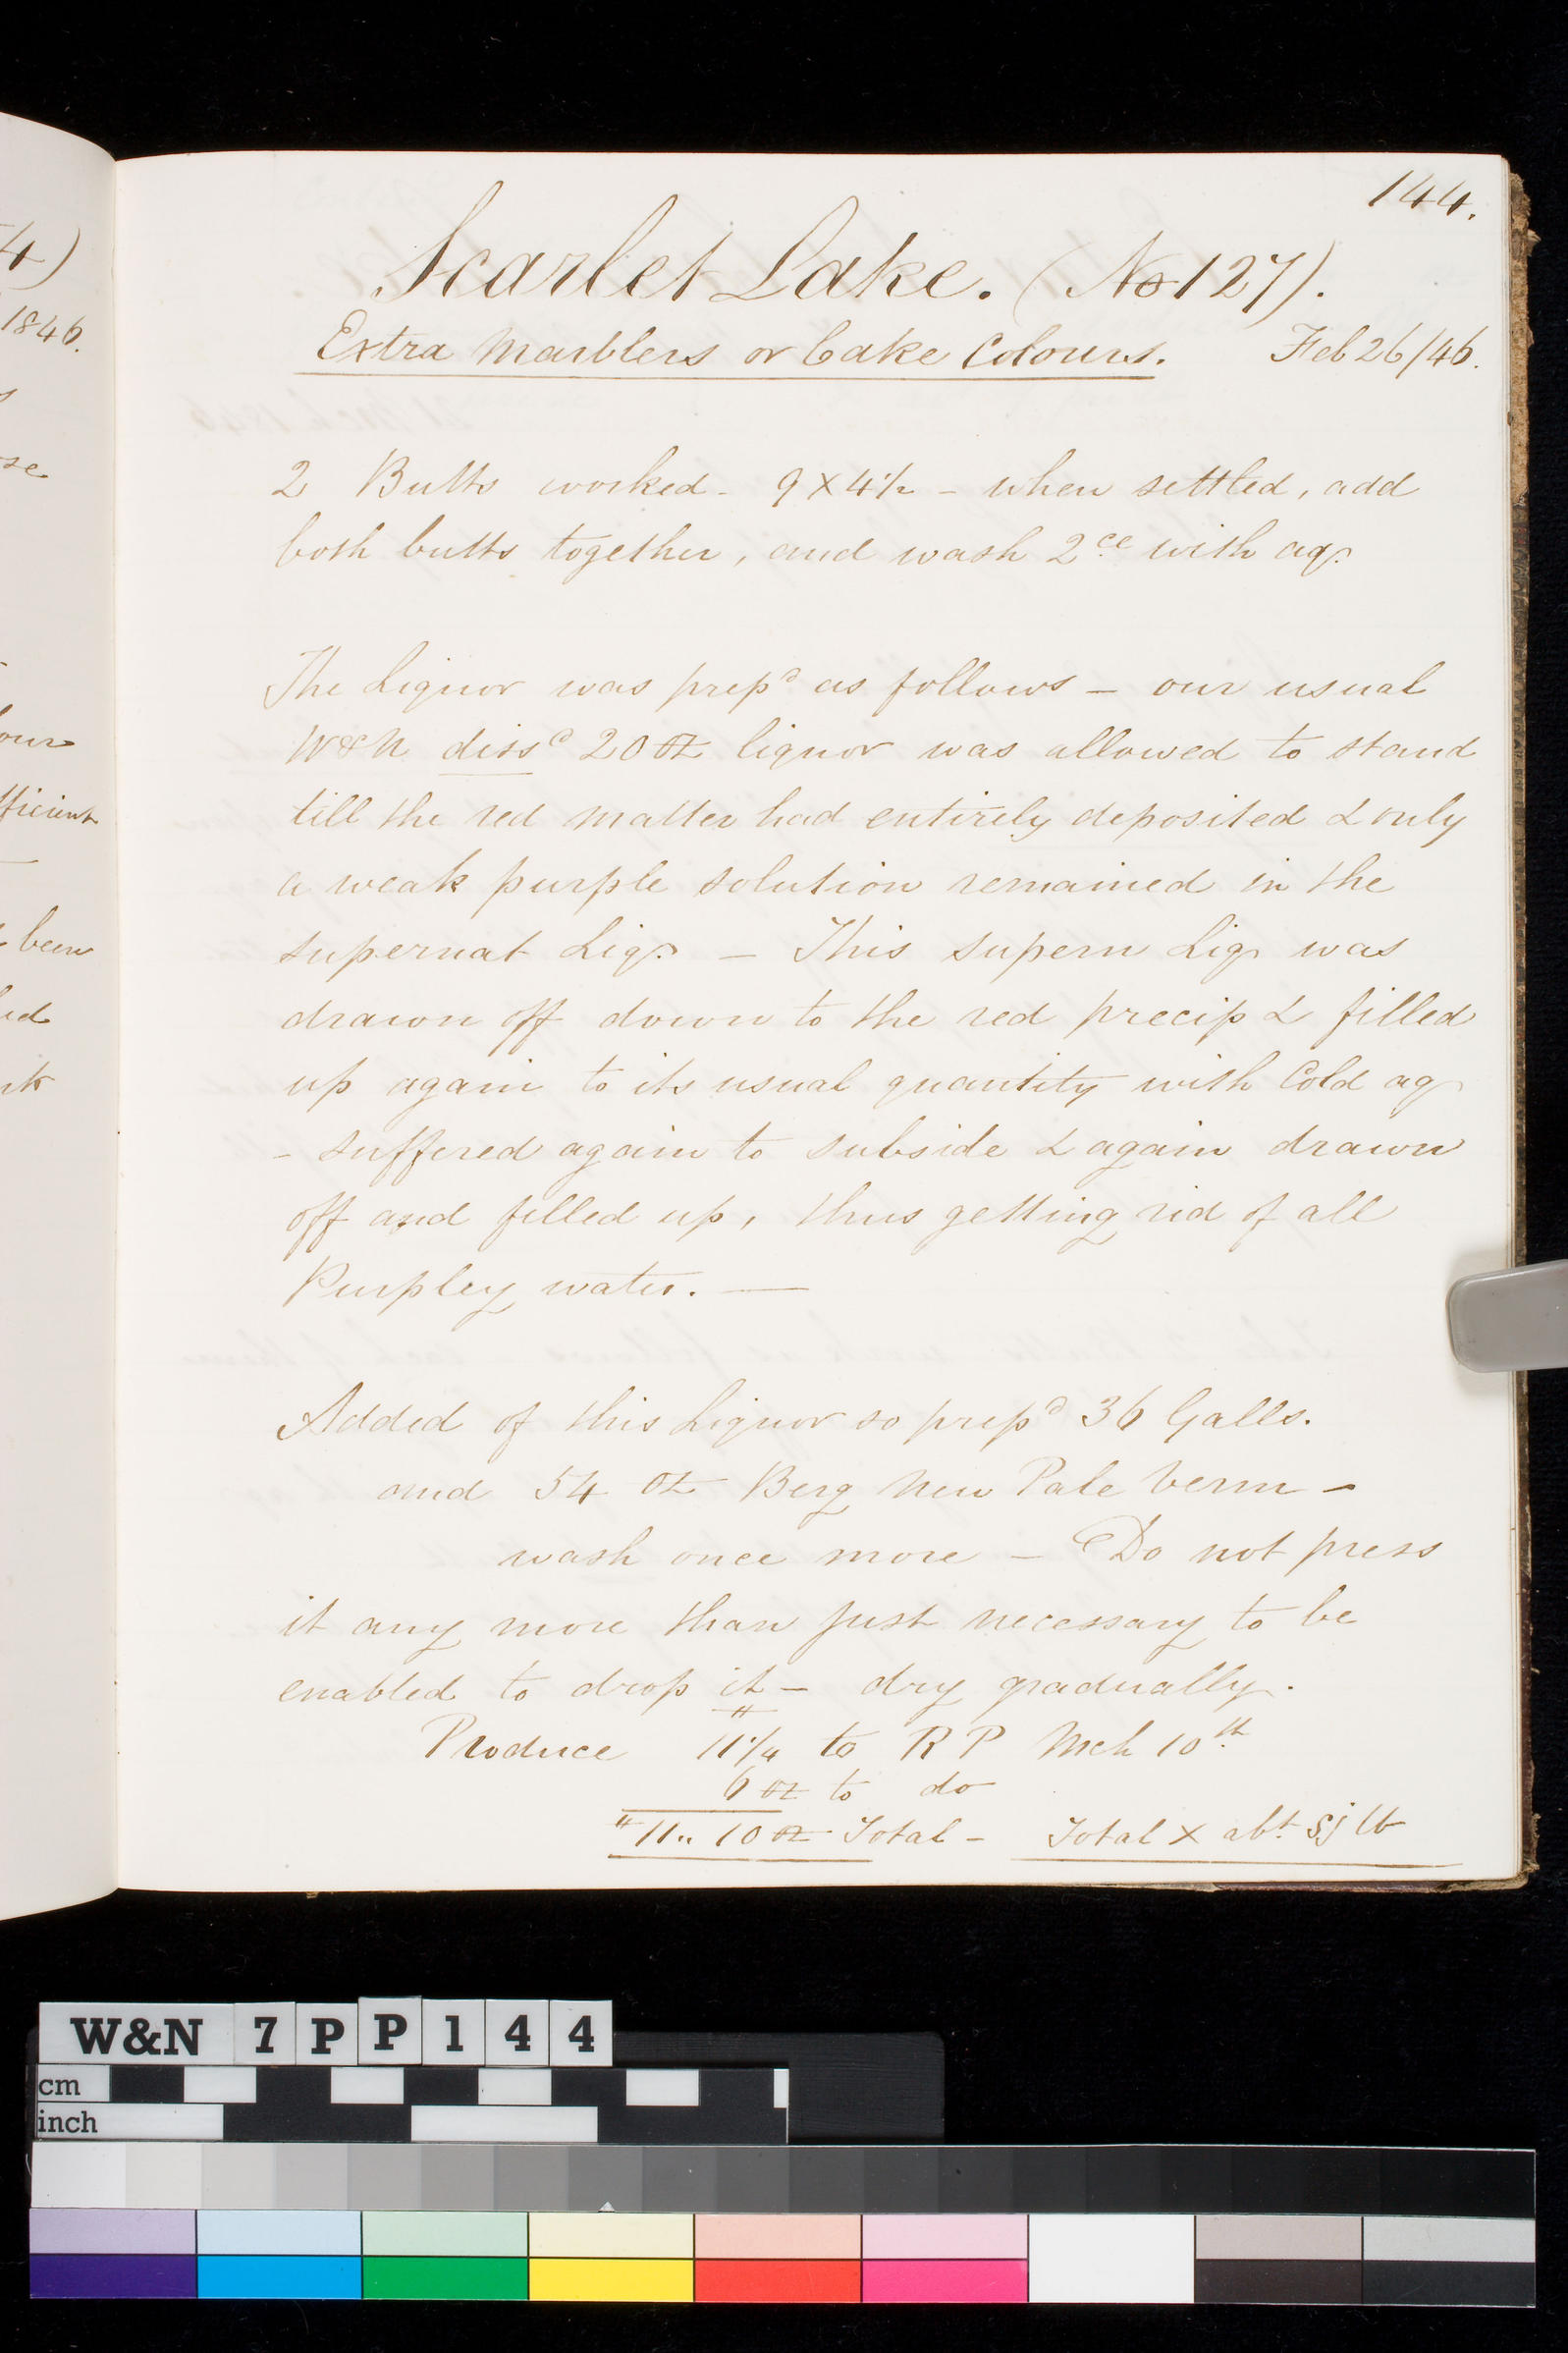 4)
1846.
se
our
fficient
been
144.
Scarlet Lake. (No 127).
Extra Marblers or Cake Colours. Feb 26/46.
2 Butts worked - 9 x 4 1/2 - when settled, add
both butts together, and wash 2ce with aq.
The Liquor was prepd as follows - our usual
W&N dissd 20 oz liquor was allowed to stand
till the red matter had entirely deposited & only
a weak purple solution remained in the
supernat Liqr. - This supern Liqr was
drawn off down to the red precip & filled
up again to its usual quantity with Cold aq
- suffered again to subside & again drawn
off and filled up, thus getting rid of all
Purpley water. —
Added of this Liquor so prepd 36 Galls.
and 54 oz Berg New Pale Verm -
wash once more - Do not press
it any more than just necessary to be
enabled to drop it - dry gradually.
Produce 11 1/4 to R P Mch 10th
6 oz to do
11 .. 10 oz Total - Total x abt lb
W&N 7 P P 1 4 4
cm
inch